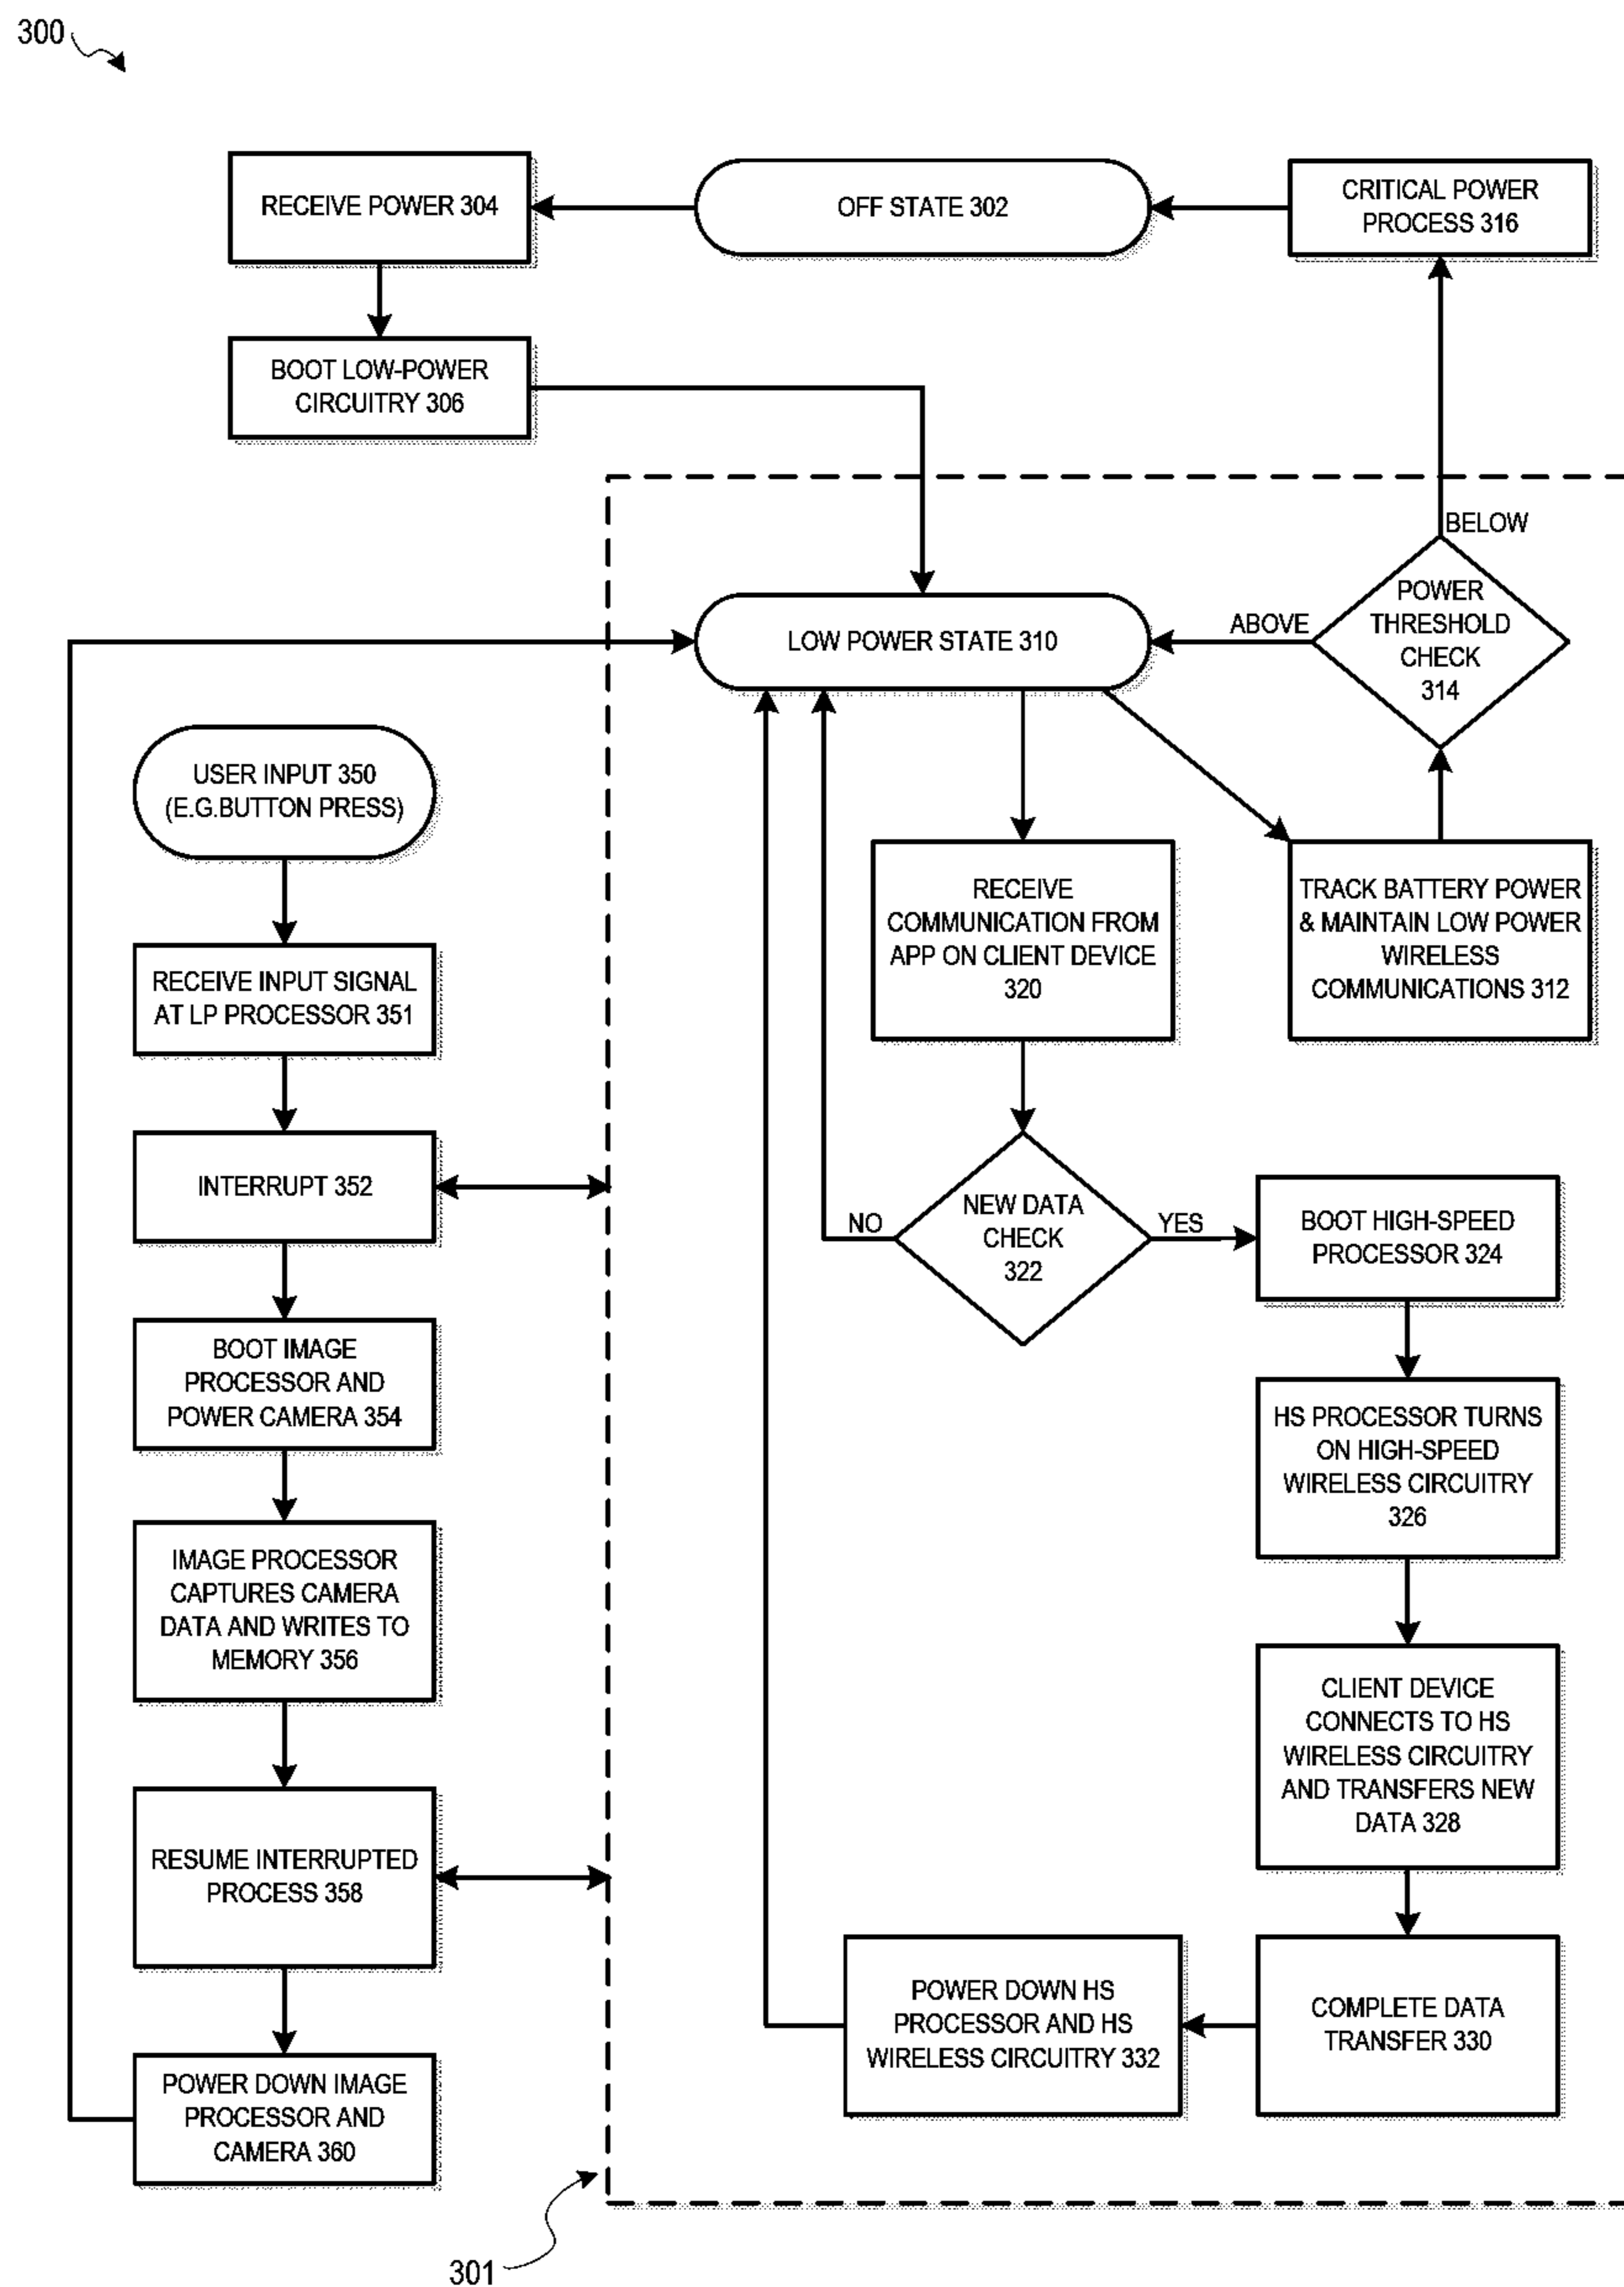 300
RECEIVE POWER 304
OFF STATE 302
CRITICAL POWER
PROCESS 316
BOOT LOW-POWER
CIRCUITRY 306
BELOW
POWER
THRESHOLD
CHECK
314
ABOVE
LOW POWER STATE 310
USER INPUT 350
(E.G.BUTTON PRESS)
RECEIVE
COMMUNICATION FROM
APP ON CLIENT DEVICE
320
TRACK BATTERY POWER
& MAINTAIN LOW POWER
WIRELESS
COMMUNICATIONS 312
RECEIVE INPUT SIGNAL
AT LP PROCESSOR 351
INTERRUPT 352
NO
NEW DATA
CHECK
322
YES
BOOT HIGH-SPEED
PROCESSOR 324
BOOT IMAGE
PROCESSOR AND
POWER CAMERA 354
HS PROCESSOR TURNS
ON HIGH-SPEED
WIRELESS CIRCUITRY
326
IMAGE PROCESSOR
CAPTURES CAMERA
DATA AND WRITES TO
MEMORY 356
CLIENT DEVICE
CONNECTS TO HS
WIRELESS CIRCUITRY
AND TRANSFERS NEW
DATA 328
RESUME INTERRUPTED
PROCESS 358
POWER DOWN HS
PROCESSOR AND HS
WIRELESS CIRCUITRY 332
COMPLETE DATA
TRANSFER 330
POWER DOWN IMAGE
PROCESSOR AND
CAMERA 360
301